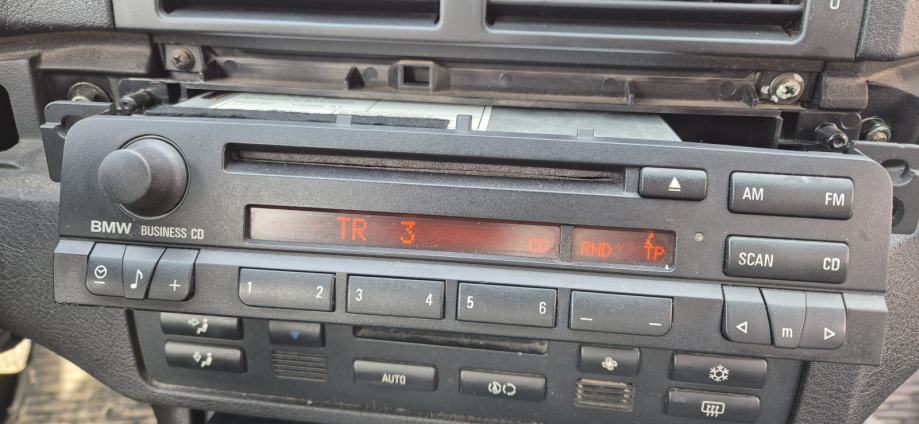 AM FM
BMW BUSINESS CD
TR 3 CD RND TP
SCAN CD
1 2 3 4 5 6
m
AUTO